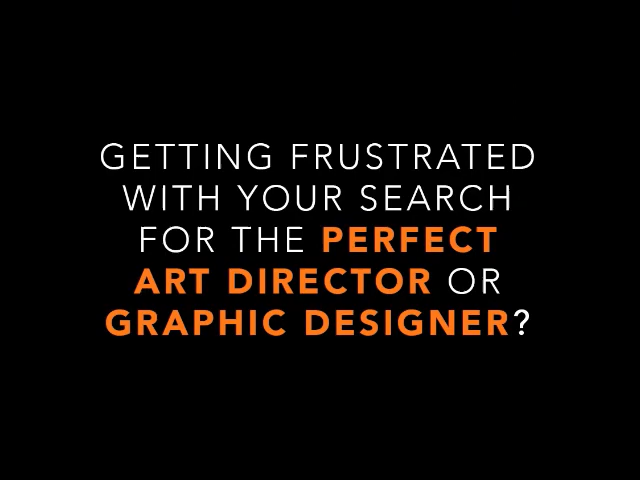 GETTING FRUSTRATED
WITH YOUR SEARCH
FOR THE PERFECT
ART DIRECTOR OR
GRAPHIC DESIGNER?